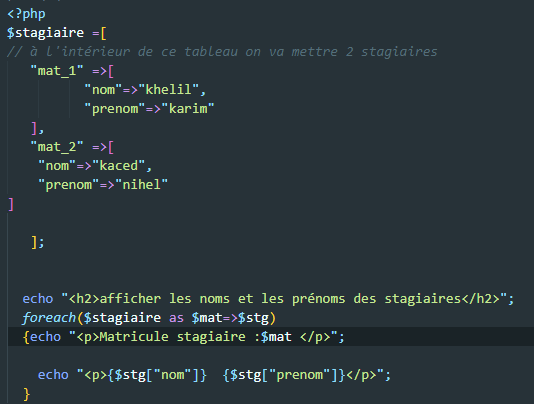 <?php
$stagiaire =[
// à l'intérieur de ce tableau on va mettre 2 stagiaires
"mat_1" =>[
"nom"=>"khelil",
"prenom"=>"karim"
],
"mat_2" =>[
"nom"=>"kaced",
"prenom"=>"nihel"
]
];
echo "<h2>afficher les noms et les prénoms des stagiaires</h2>";
foreach($stagiaire as $mat=>$stg)
{echo "<p>Matricule stagiaire :$mat </p>";
echo "<p>{$stg["nom"]}  {$stg["prenom"]}</p>";
}